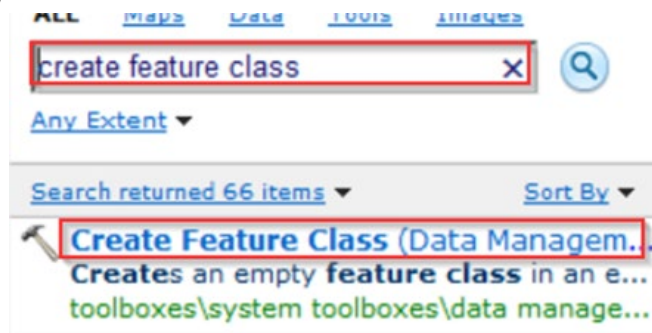 ALL Maps Data Tools Images
create feature class ×
Any Extent ▼
Search returned 66 items ▼ Sort By ▼
Create Feature Class (Data Managem...
Creates an empty feature class in an e...
toolboxes\system toolboxes\data manage...